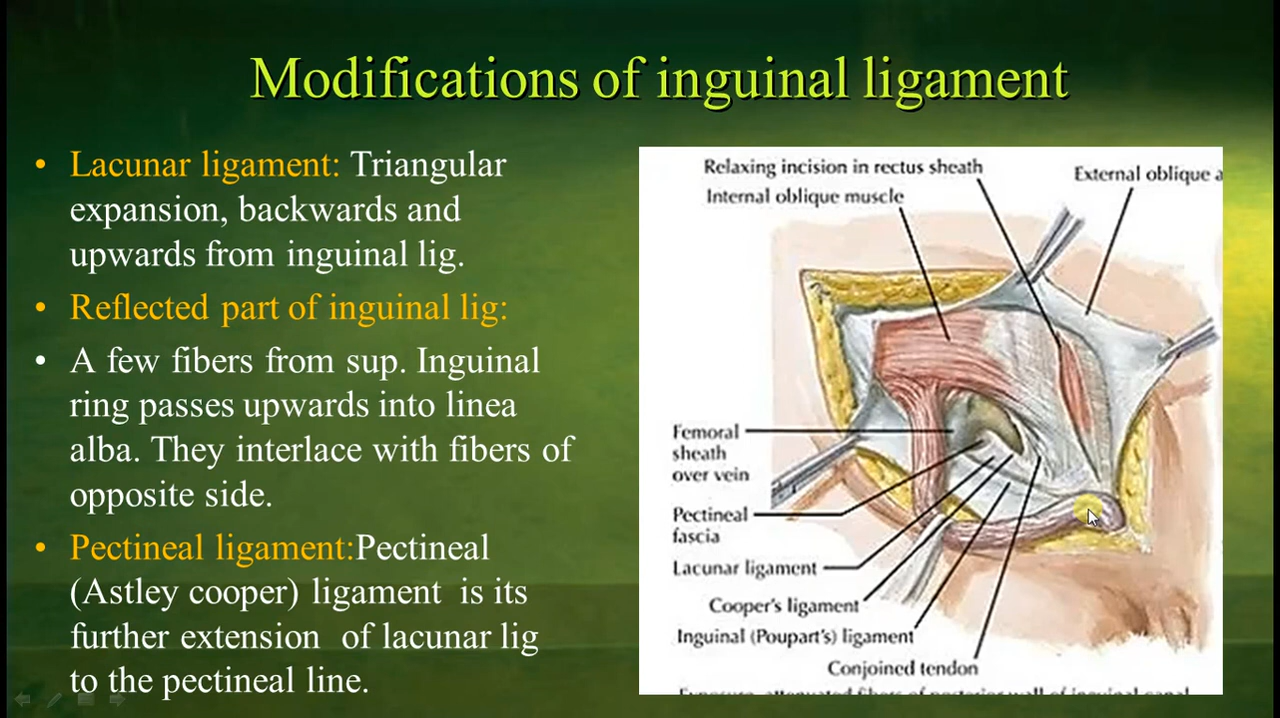 Modifications of inguinal ligament
• Lacunar ligament: Triangular
expansion, backwards and
upwards from inguinal lig.
• Reflected part of inguinal lig:
• A few fibers from sup. Inguinal
ring passes upwards into linea
alba. They interlace with fibers of
opposite side.
• Pectineal ligament:Pectineal
(Astley cooper) ligament is its
further extension of lacunar lig
to the pectineal line.
Relaxing incision in rectus sheath
External oblique a
Internal oblique muscle
Femoral
sheath
over vein
Pectineal
fascia
Lacunar ligament
Cooper's ligament
Inguinal (Poupart's) ligament
Conjoined tendon